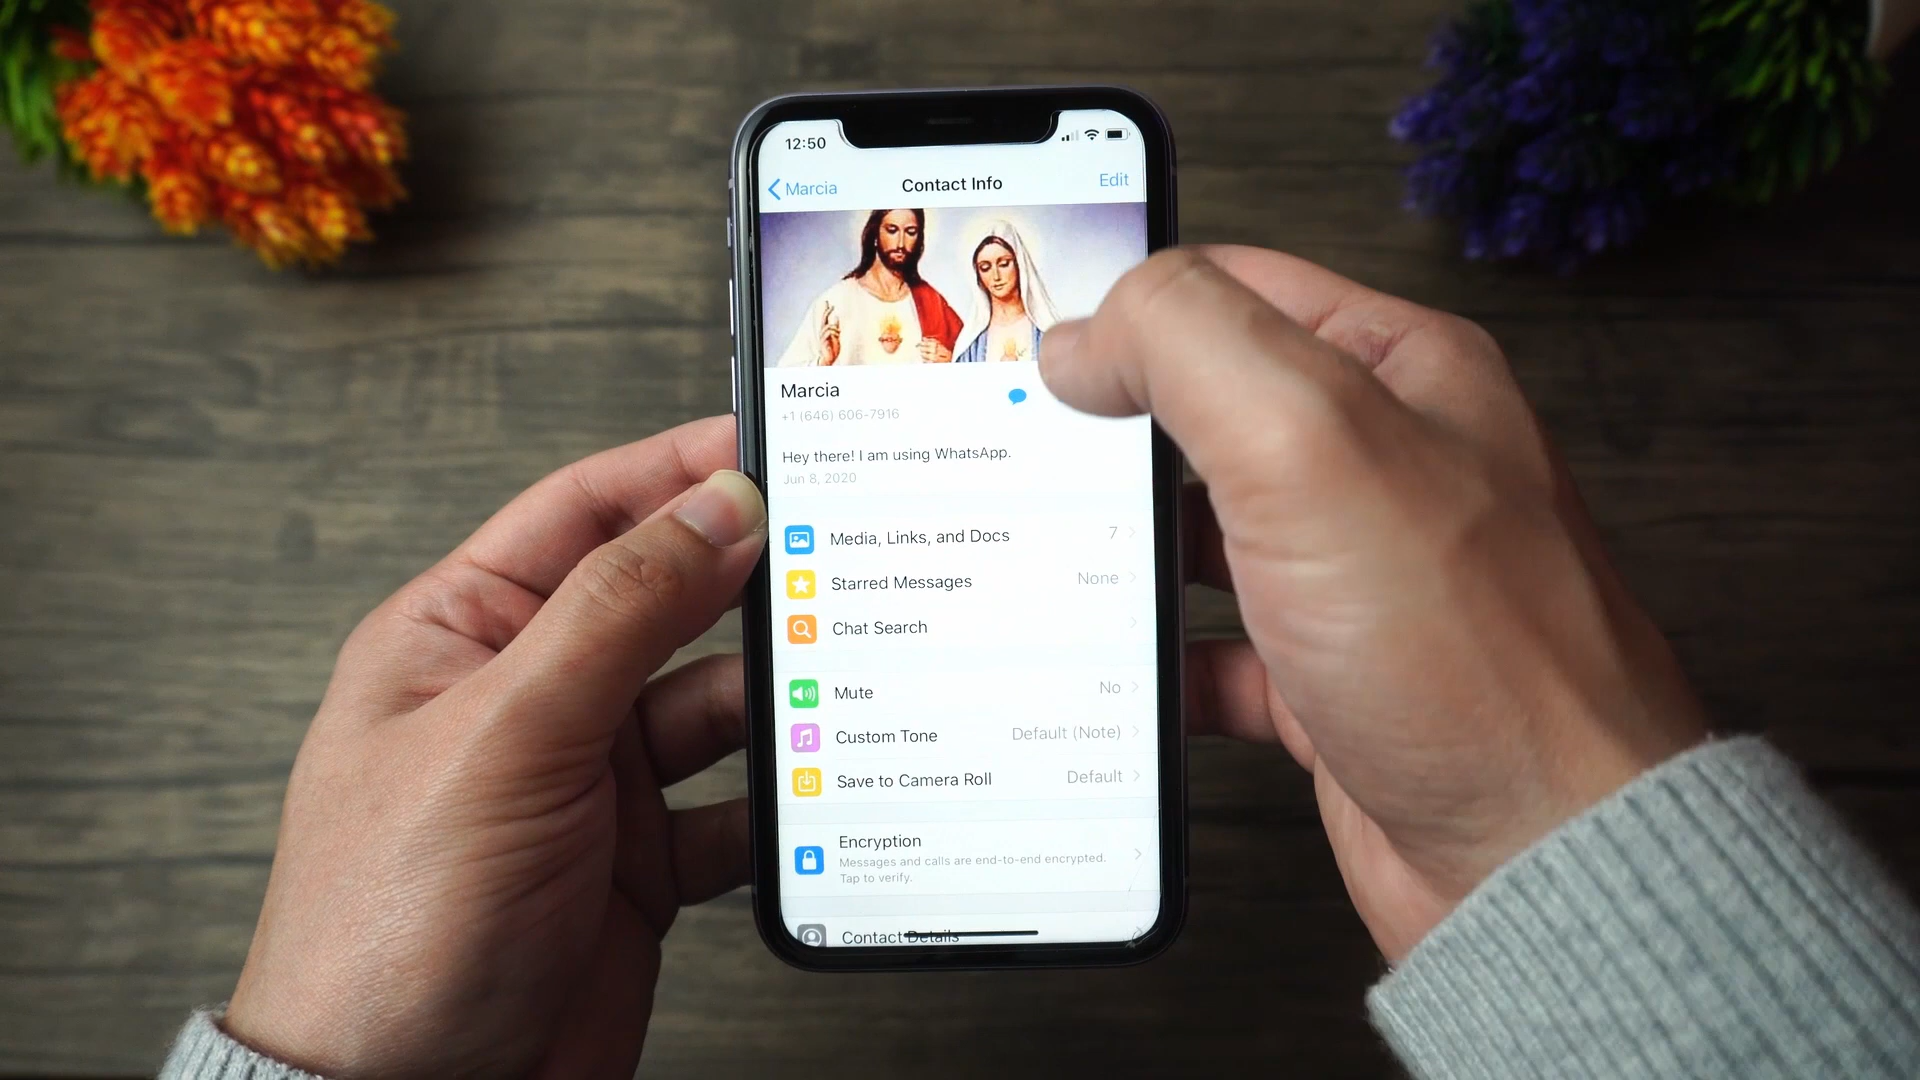 12:50
Marcia
Contact Info
Edit
Marcia
+1 (646) 606-7916
Hey there! I am using WhatsApp.
Jun 8, 2020
Media, Links, and Docs 7
Starred Messages None
Chat Search
Mute No
Custom Tone Default (Note)
Save to Camera Roll Default
Encryption
Messages and calls are end-to-end encrypted.
Tap to verify.
Contact Details